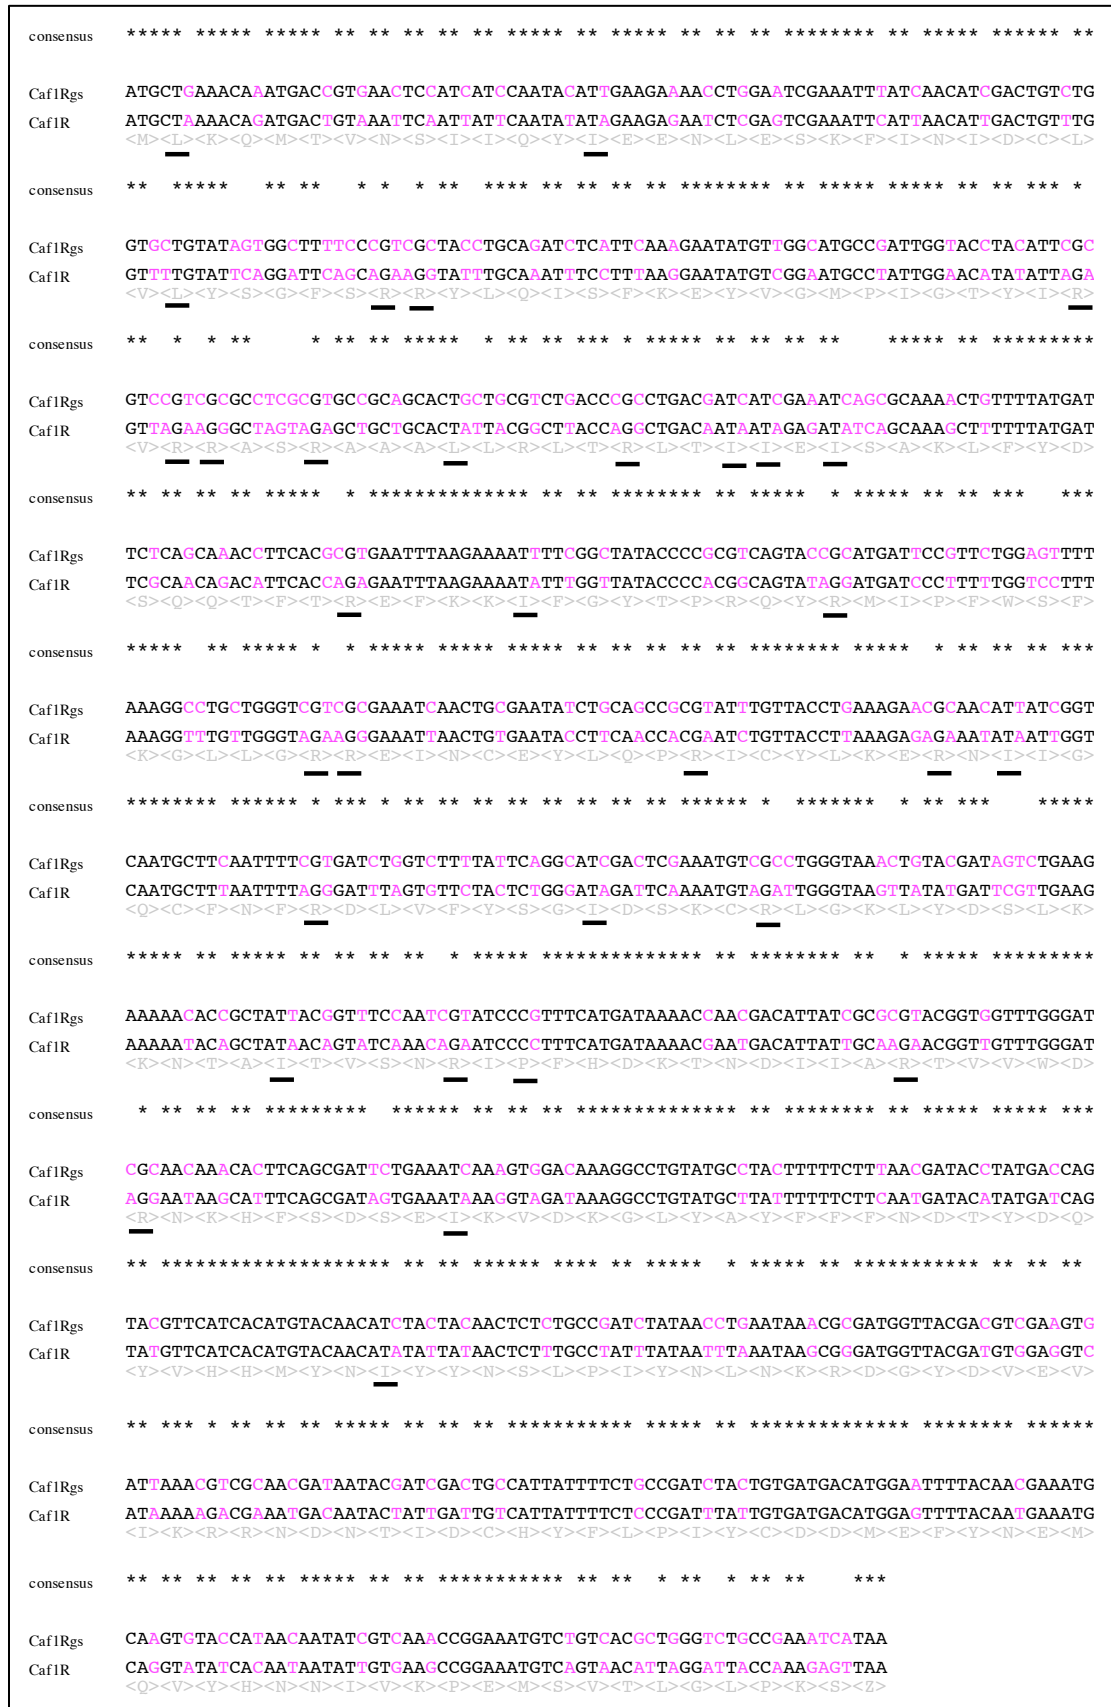 consensus ***** ***** ***** ** ** ** ** ** ***** ** ***** ** ** ** ******** ** ***** ****** **
Caf1Rgs ATGCTGAAACAAATGACCGTGAACTCCATCATCCAATACATTGAAGAAAACCTGGAATCGAAATTTATCAACATCGACTGTCTG
Caf1R ATGCTAAAACAGATGACTGTAAATTCAATTATTCAATATATAGAAGAGAATCTCGAGTCGAAATTCATTAACATTGACTGTTTG
<M><L><K><Q><M><T><V><N><S><I><I><Q><Y><I><E><E><N><L><E><S><K><F><I><N><I><D><C><L>
consensus ** ***** ** ** * * * ** **** ** ** ******** ** ***** ***** ** ** ** *** *
Caf1Rgs GTGCTGTATAGTGGCTTTTCCCGTCGCTACCTGCAGATCTCATTCAAAGAATATGTTGGCATGCCGATTGGTACCTACATTCGC
Caf1R GTTTTGTATTCAGGATTCAGCAGAAGGTATTTGCAAATTTCCTTTAAGGAATATGTCGGAATGCCTATTGGAACATATATTAGA
<V><L><Y><S><G><F><S><R><R><Y><L><Q><I><S><F><K><E><Y><V><G><M><P><I><G><T><Y><I><R>
consensus ** * * ** * ** ** ***** * ** ** *** * ** ** ** ** ** ***** ** *********
Caf1Rgs GTCCGTCGCGCCTCGCGTGCCGCAGCACTGCTGCGTCTGACCCGCCTGACGATCATCGAAATCAGCGCAAAACTGTTTTATGAT
Caf1R GTTAGAAGGGCTAGTAGAGCTGCTGCACTATTACGGCTTACCAGGCTGACAATAATAGAGATATCAGCAAAGCTTTTTTATGAT
<V><R><R><A><S><R><A><A><A><L><L><R><L><T><R><L><T><I><I><E><I><S><A><K><L><F><Y><D>
consensus ** ** ** ***** * ************** ** ** ******** ** ***** * ***** ** ** *** ***
Caf1Rgs TCTCAGCAAACCTTCACGCGTGAATTTAAGAAAATTTTCGGCTATACCCCGCGTCAGTACCGCATGATTCCGTTCTGGAGTTTT
Caf1R TCGCAACAGACATTCACCAGAGAATTTAAGAAAATATTTGGTTATACCCCACGGCAGTATAGGATGATCCCTTTTTGGTCCTTT
<S><Q><Q><T><F><T><R><E><F><K><K><I><F><G><Y><T><P><R><Q><Y><R><M><I><P><F><W><S><F>
consensus ***** ** ***** * * ***** ***** ***** ** ** ** ** ******** ***** * ** ** ** ***
Caf1Rgs AAAGGCCTGCTGGGTCGTCGCGAAATCAACTGCGAATATCTGCAGCCGCGTATTTGTTACCTGAAAGAACGCAACATTATCGGT
Caf1R AAAGGTTTGTTGGGTAGAAGGGAAATTAACTGTGAATACCTTCAACCACGAATCTGTTACCTTAAAGAGAGAAATATAATTGGT
<K><G><L><L><G><R><R><E><I><N><C><E><Y><L><Q><P><R><I><C><Y><L><K><E><R><N><I><I><G>
consensus ******** ****** * *** * ** ** ** ** ** ** ** ****** * ******* * ** *** *****
Caf1Rgs CAATGCTTCAATTTTCGTGATCTGGTCTTTTATTCAGGCATCGACTCGAAATGTCGCCTGGGTAAACTGTACGATAGTCTGAAG
Caf1R CAATGCTTTAATTTTAGGGATTTAGTGTTCTACTCTGGGATAGATTCAAAATGTAGATTGGGTAAGTTATATGATTCGTTGAAG
<Q><C><F><N><F><R><D><L><V><F><Y><S><G><I><D><S><K><C><R><L><G><K><L><Y><D><S><L><K>
consensus ***** ** ***** ** ** ** ** * ***** ************** ** ******** ** * ***** *********
Caf1Rgs AAAAACACCGCTATTACGGTTTCCAATCGTATCCCGTTTCATGATAAAACCAACGACATTATCGCGCGTACGGTGGTTTGGGAT
Caf1R AAAAATACAGCTATAACAGTATCAAACAGAATCCCCTTTCATGATAAAACGAATGACATTATTGCAAGAACGGTTGTTTGGGAT
<K><N><T><A><I><T><V><S><N><R><I><P><F><H><D><K><T><N><D><I><I><A><R><T><V><V><W><D>
consensus * ** ** ** ********* ****** ** ** ** ************** ** ******** ** ***** ***** ***
Caf1Rgs CGCAACAAACACTTCAGCGATTCTGAAATCAAAGTGGACAAAGGCCTGTATGCCTACTTTTTCTTTAACGATACCTATGACCAG
Caf1R AGGAATAAGCATTTCAGCGATAGTGAAATAAAGGTAGATAAAGGCCTGTATGCTTATTTTTTCTTCAATGATACATATGATCAG
<R><N><K><H><F><S><D><S><E><I><K><V><D><K><G><L><Y><A><Y><F><F><F><N><D><T><Y><D><Q>
consensus ** ******************** ** ** ****** **** ** ***** * ***** ** *********** ** ** **
Caf1Rgs TACGTTCATCACATGTACAACATCTACTACAACTCTCTGCCGATCTATAACCTGAATAAACGCGATGGTTACGACGTCGAAGTG
Caf1R TATGTTCATCACATGTACAACATATATTATAACTCTTTGCCTATTTATAATTTAAATAAGCGGGATGGTTACGATGTGGAGGTC
<Y><V><H><H><M><Y><N><I><Y><Y><N><S><L><P><I><Y><N><L><N><K><R><D><G><Y><D><V><E><V>
consensus ** *** * ** ** ** ***** ** ** ** *********** ***** ** ************** ******** ******
Caf1Rgs ATTAAACGTCGCAACGATAATACGATCGACTGCCATTATTTTCTGCCGATCTACTGTGATGACATGGAATTTTACAACGAAATG
Caf1R ATAAAAAGACGAAATGACAATACTATTGATTGTCATTATTTTCTCCCGATTTATTGTGATGACATGGAGTTTTACAATGAAATG
<I><K><R><R><N><D><N><T><I><D><C><H><Y><F><L><P><I><Y><C><D><D><M><E><F><Y><N><E><M>
consensus ** ** ** ** ***** ** ** *********** ** ** * ** * ** ** ***
Caf1Rgs CAAGTGTACCATAACAATATCGTCAAACCGGAAATGTCTGTCACGCTGGGTCTGCCGAAATCATAA
Caf1R CAGGTATATCACAATAATATTGTGAAGCCGGAAATGTCAGTAACATTAGGATTACCAAAGAGTTAA
<Q><V><Y><H><N><N><I><V><K><P><E><M><S><V><T><L><G><L><P><K><S><Z>